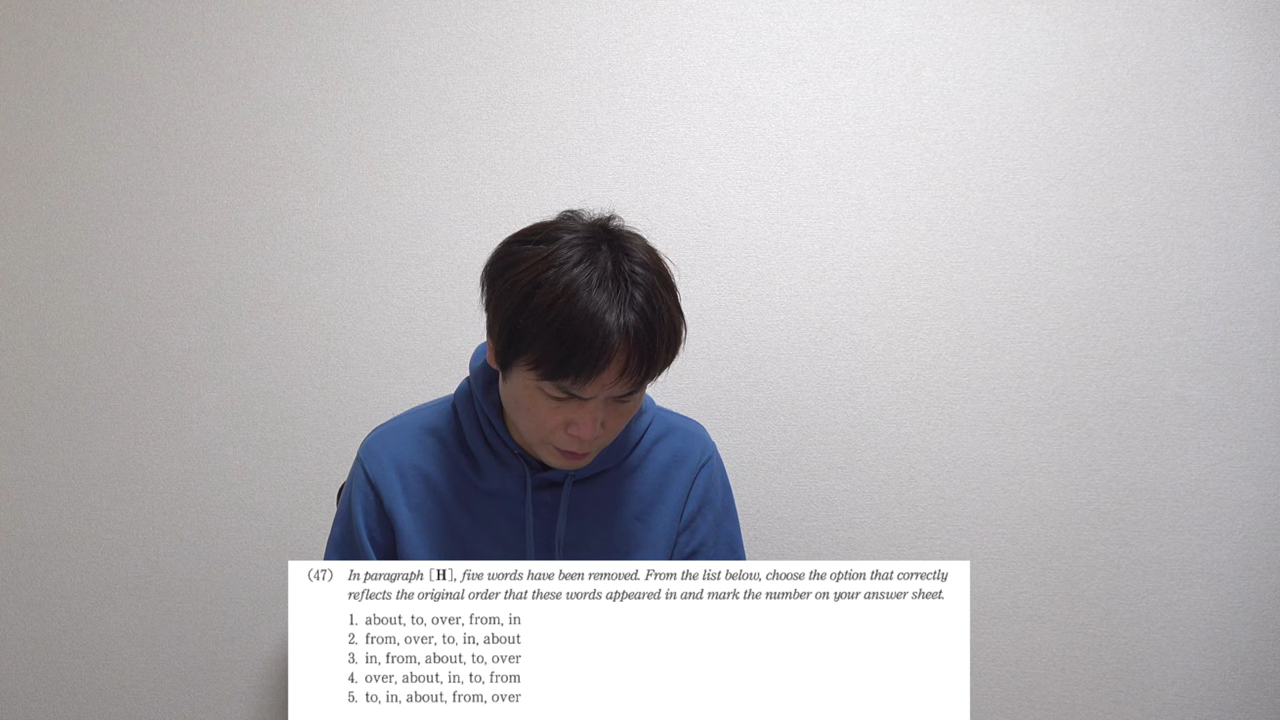 (47) In paragraph [H], five words have been removed. From the list below, choose the option that correctly
reflects the original order that these words appeared in and mark the number on your answer sheet.
1. about, to, over, from, in
2. from, over, to, in, about
3. in, from, about, to, over
4. over, about, in, to, from
5. to, in, about, from, over